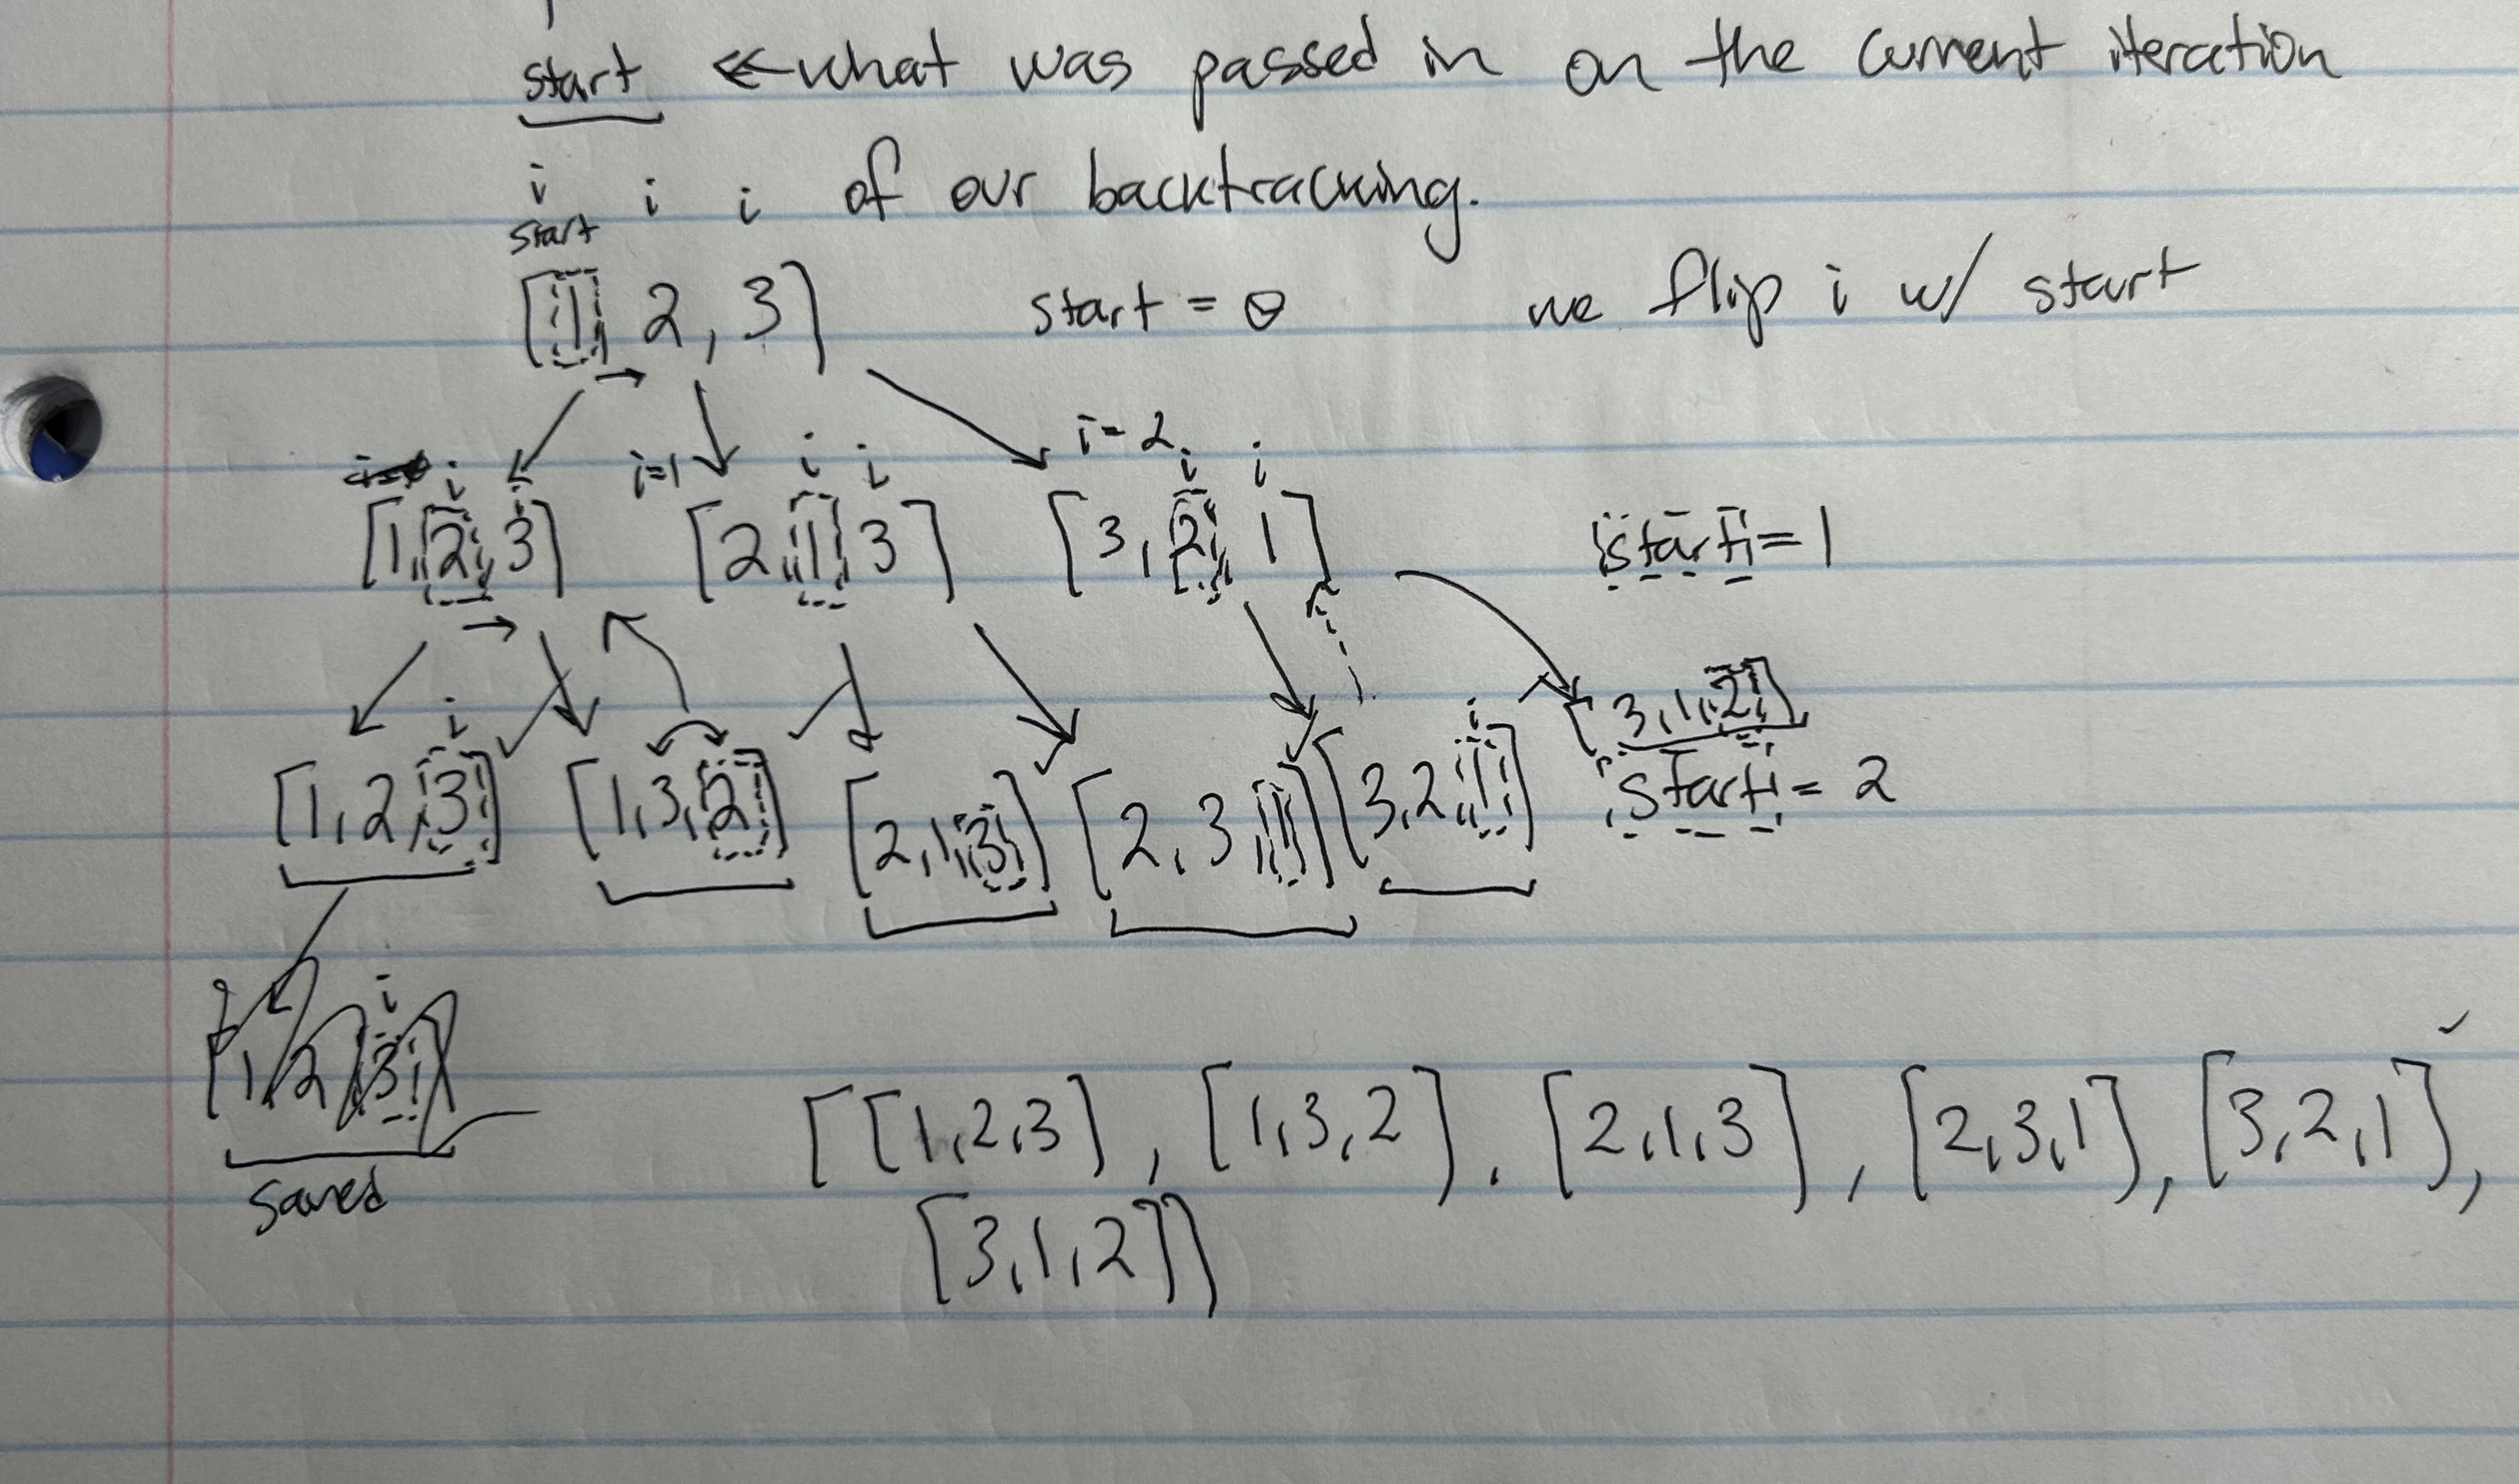 start <- what was passed in on the current iteration
i i i of our backtracking.
start
[1, 2, 3] start = 0 we flip i w/ start
i=2
i i i=1 i i i i
[1,2,3] [2,1,3] [3,2,1] start=1
i i [3,1,2]
[1,2,3] [1,3,2] [2,1,3] [2,3,1] [3,2,1] start=2
i
[1,2,3]
saved
[[1,2,3], [1,3,2], [2,1,3], [2,3,1], [3,2,1],
[3,1,2]]